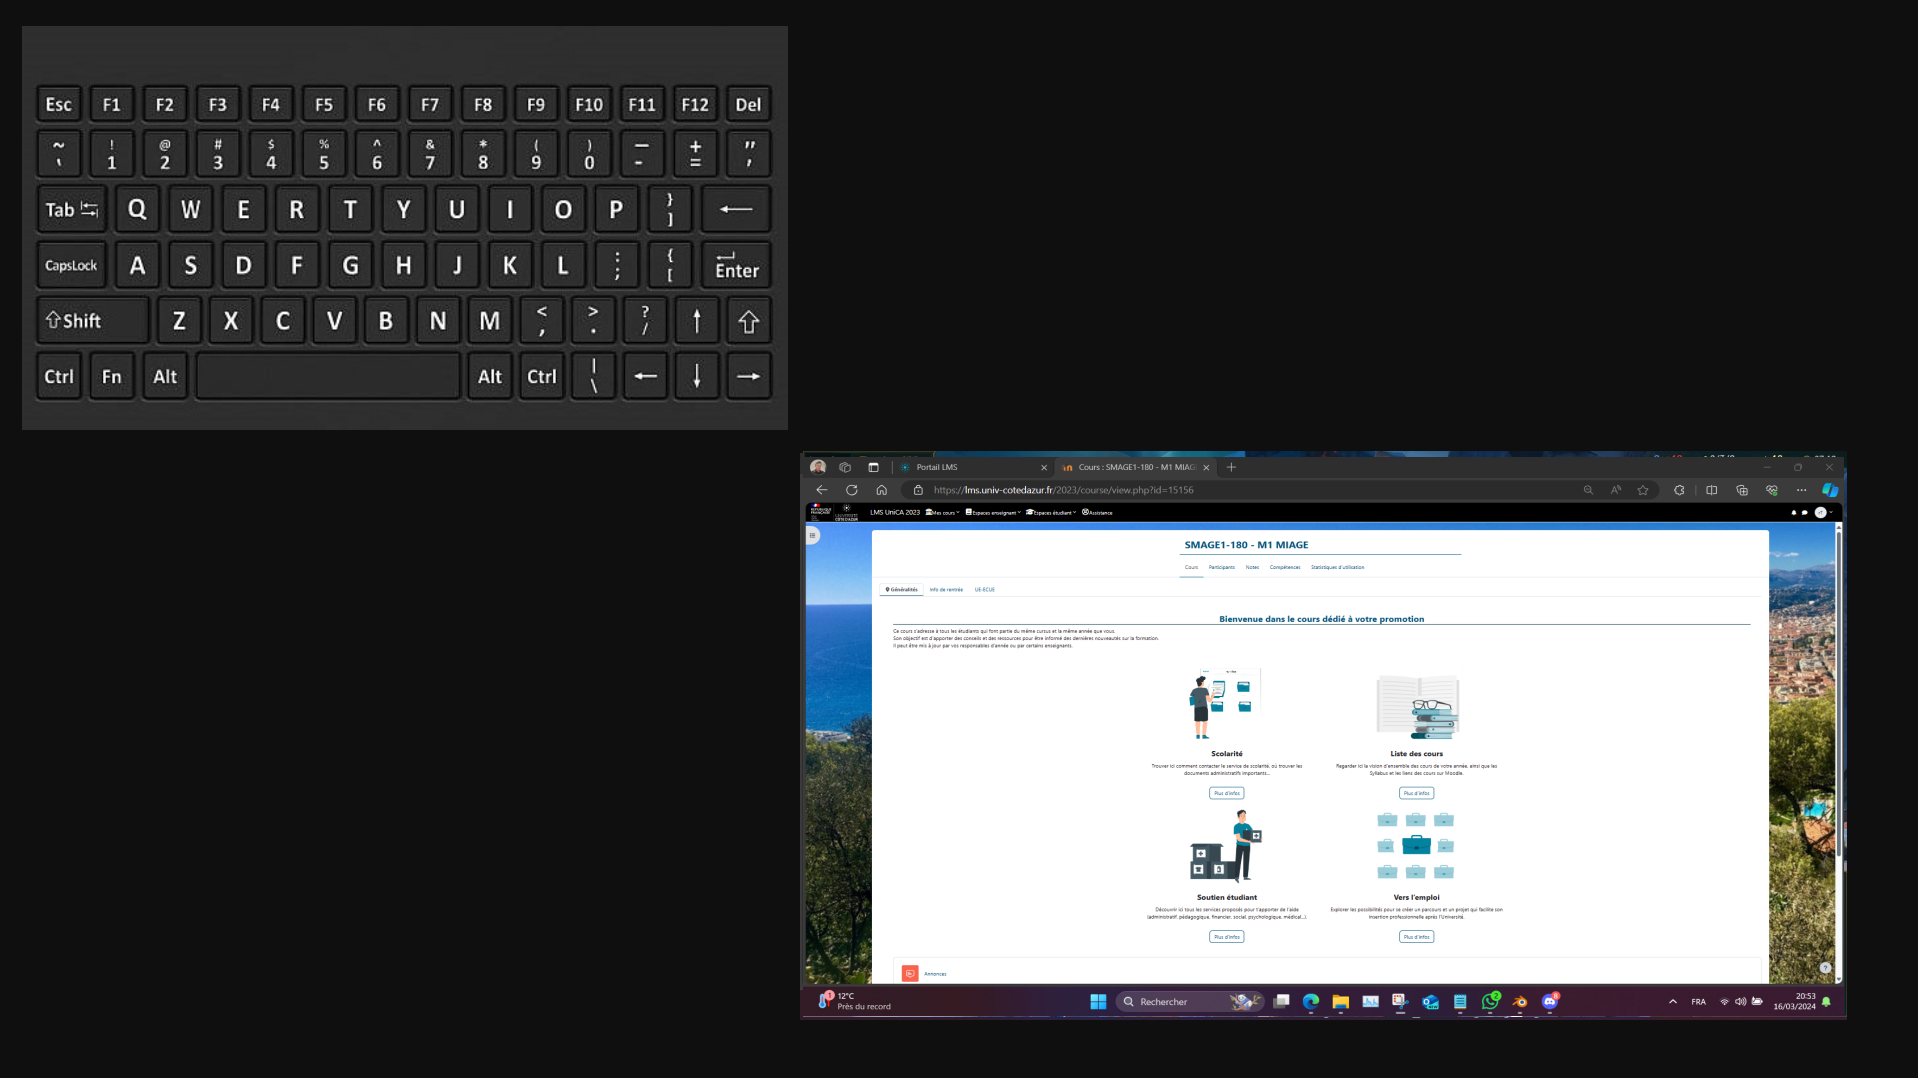 Esc F1 F2 F3 F4 F5 F6 F7 F8 F9 F10 F11 F12 Del
~ ! @ # $ % ^ & * ( ) — + "
` 1 2 3 4 5 6 7 8 9 0 - = '
Tab Q W E R T Y U I O P } ] ←
CapsLock A S D F G H J K L : ; { [ Enter
Shift Z X C V B N M < , > . ? / ↑
Ctrl Fn Alt Alt Ctrl | \ ← ↓ →
Portail LMS
Cours : SMAGE1-180 - M1 MIAG
https://lms.univ-cotedazur.fr/2023/course/view.php?id=15156
LMS UniCA 2023 Mes cours Espaces enseignant Espaces étudiant Assistance
SMAGE1-180 - M1 MIAGE
Cours Participants Notes Compétences Statistiques d'utilisation
Généralités Info de rentrée UE-ECUE
Bienvenue dans le cours dédié à votre promotion
Ce cours s'adresse à tous les étudiants qui font partie du même cursus et la même année que vous.
Son objectif est d'apporter des conseils et des ressources pour être informé des dernières nouveautés sur la formation.
Il peut être mis à jour par vos responsables d'année ou par certains enseignants.
Scolarité
Trouver ici comment contacter le service de scolarité, où trouver les
documents administratifs importants...
Plus d'infos
Liste des cours
Regarder ici la vision d'ensemble des cours de votre année, ainsi que les
Syllabus et les liens des cours sur Moodle.
Plus d'infos
Soutien étudiant
Découvrir ici tous les services proposés pour t'apporter de l'aide
(administratif, pédagogique, financier, social, psychologique, médical...).
Plus d'infos
Vers l'emploi
Explorer les possibilités pour se créer un parcours et un projet qui facilite son
insertion professionnelle après l'Université.
Plus d'infos
Annonces
12°C
Près du record
Rechercher
FRA
20:53
16/03/2024